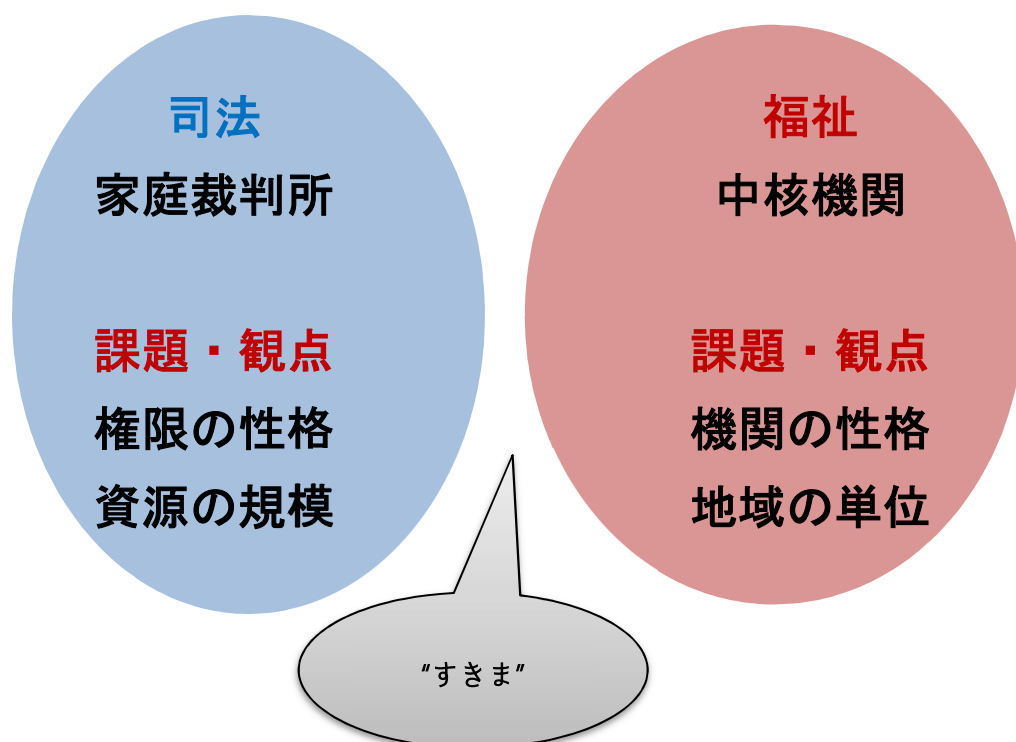 司法
家庭裁判所
課題・観点
権限の性格
資源の規模
福祉
中核機関
課題・観点
機関の性格
地域の単位
"すきま"